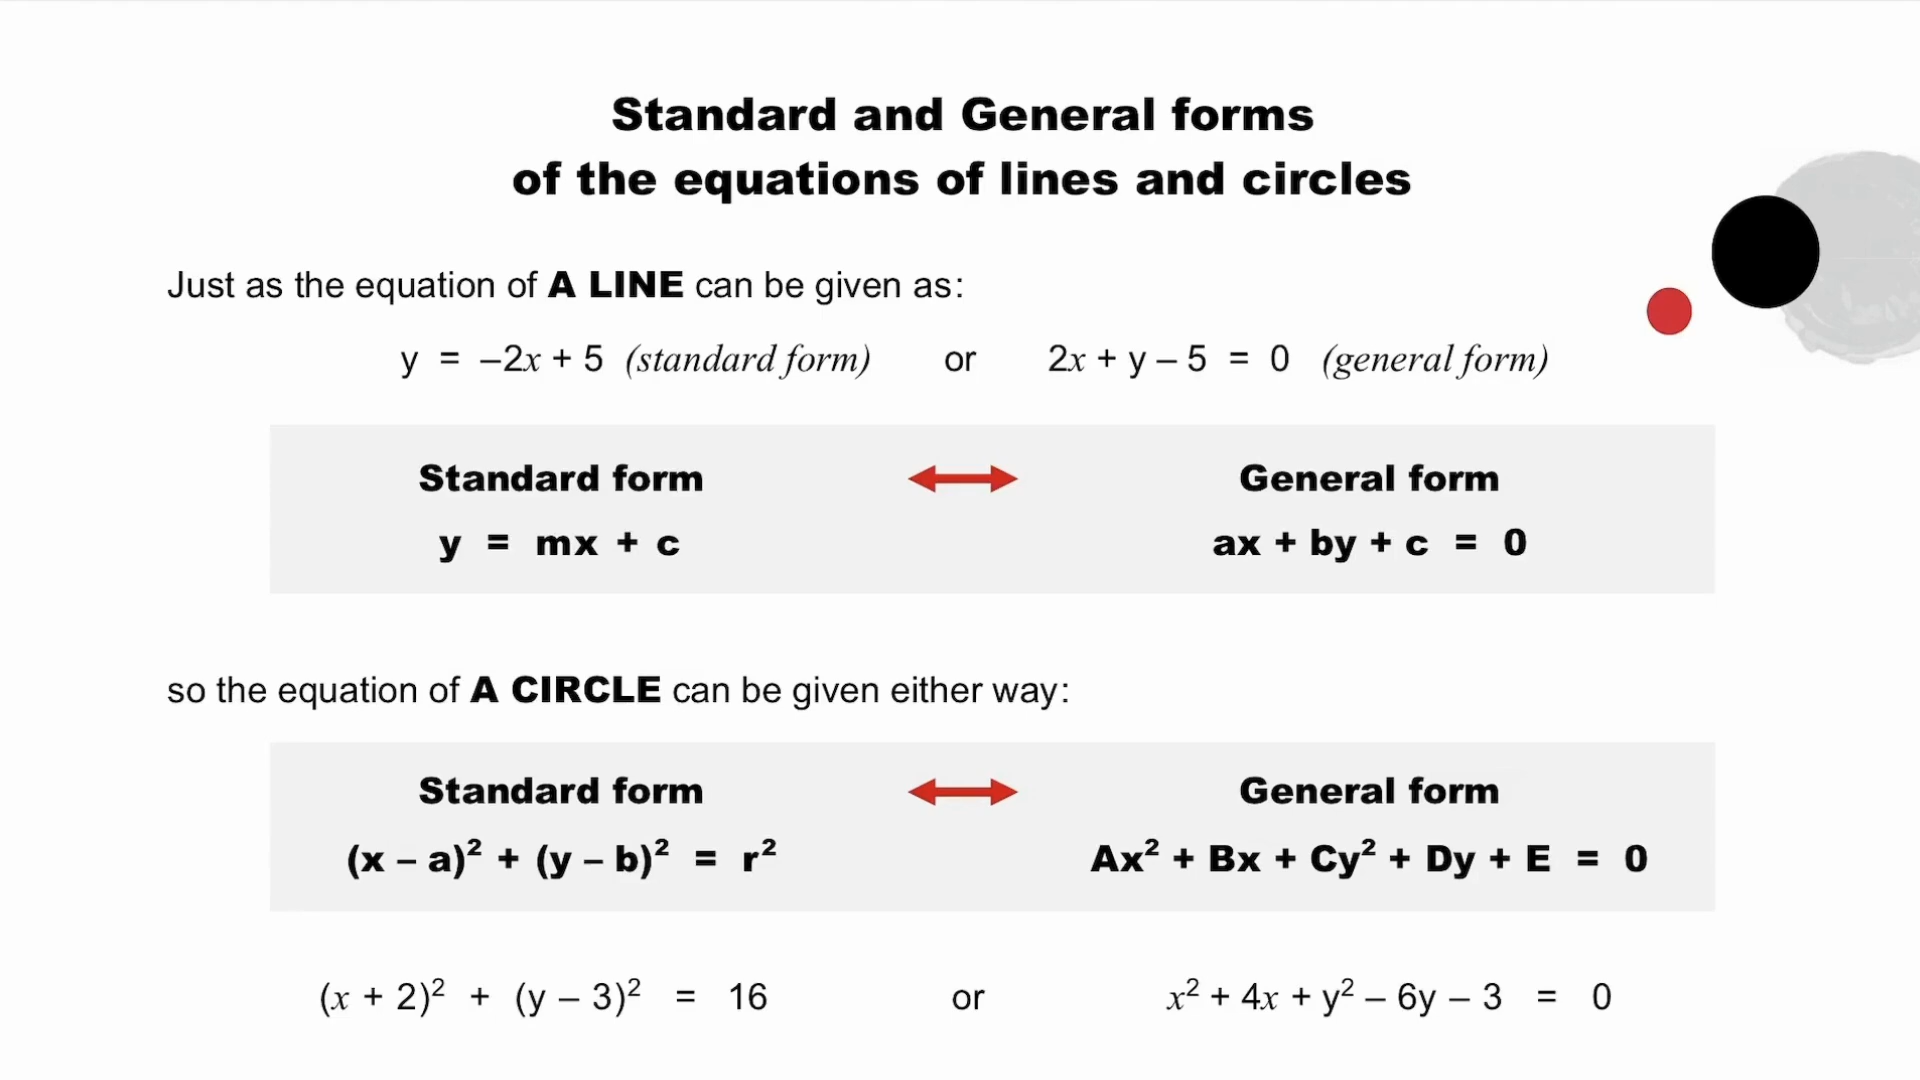 Standard and General forms
of the equations of lines and circles
Just as the equation of A LINE can be given as:
y = –2x + 5 (standard form) or 2x + y – 5 = 0 (general form)
Standard form ↔ General form
y = mx + c ax + by + c = 0
so the equation of A CIRCLE can be given either way:
Standard form ↔ General form
(x – a)² + (y – b)² = r² Ax² + Bx + Cy² + Dy + E = 0
(x + 2)² + (y – 3)² = 16 or x² + 4x + y² – 6y – 3 = 0